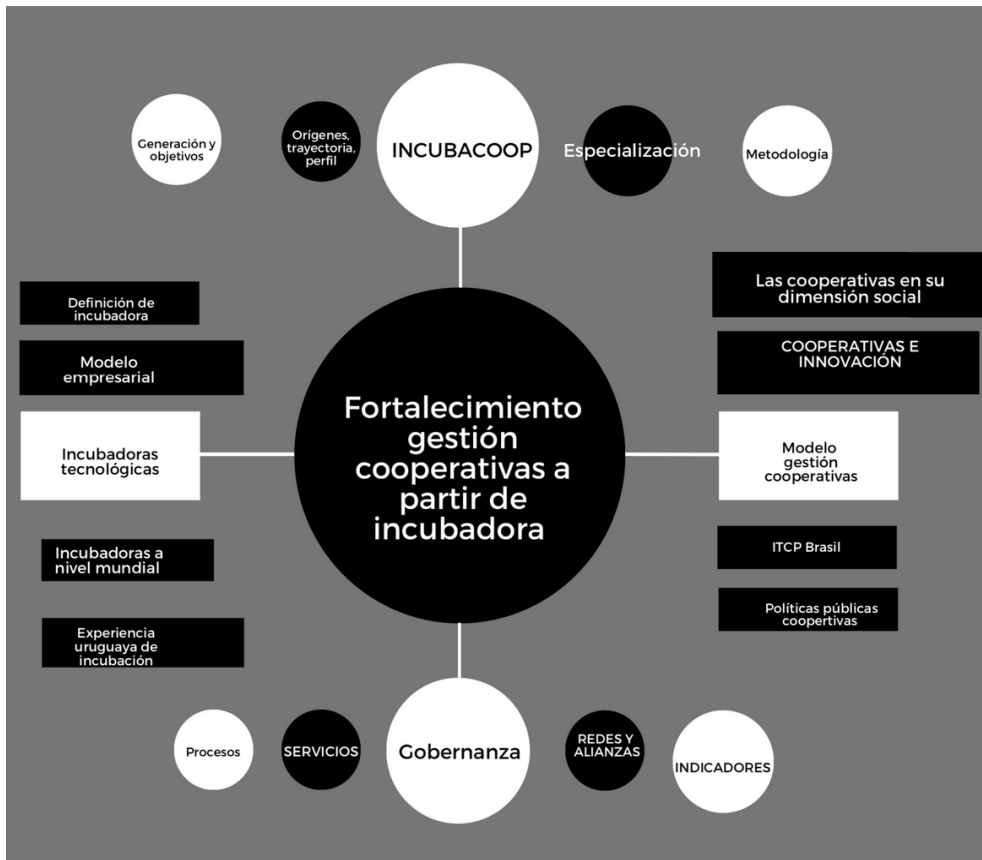 Generación y
objetivos
Orígenes,
trayectoria,
perfil
INCUBACOOP
Especialización
Metodología
Definición de
incubadora
Modelo
empresarial
Incubadoras
tecnológicas
Incubadoras a
nivel mundial
Experiencia
uruguaya de
incubación
Fortalecimiento
gestión
cooperativas a
partir de
incubadora
Las cooperativas en su
dimensión social
COOPERATIVAS E
INNOVACIÓN
Modelo
gestión
cooperativas
ITCP Brasil
Políticas públicas
coopertivas
Procesos
SERVICIOS
Gobernanza
REDES Y
ALIANZAS
INDICADORES